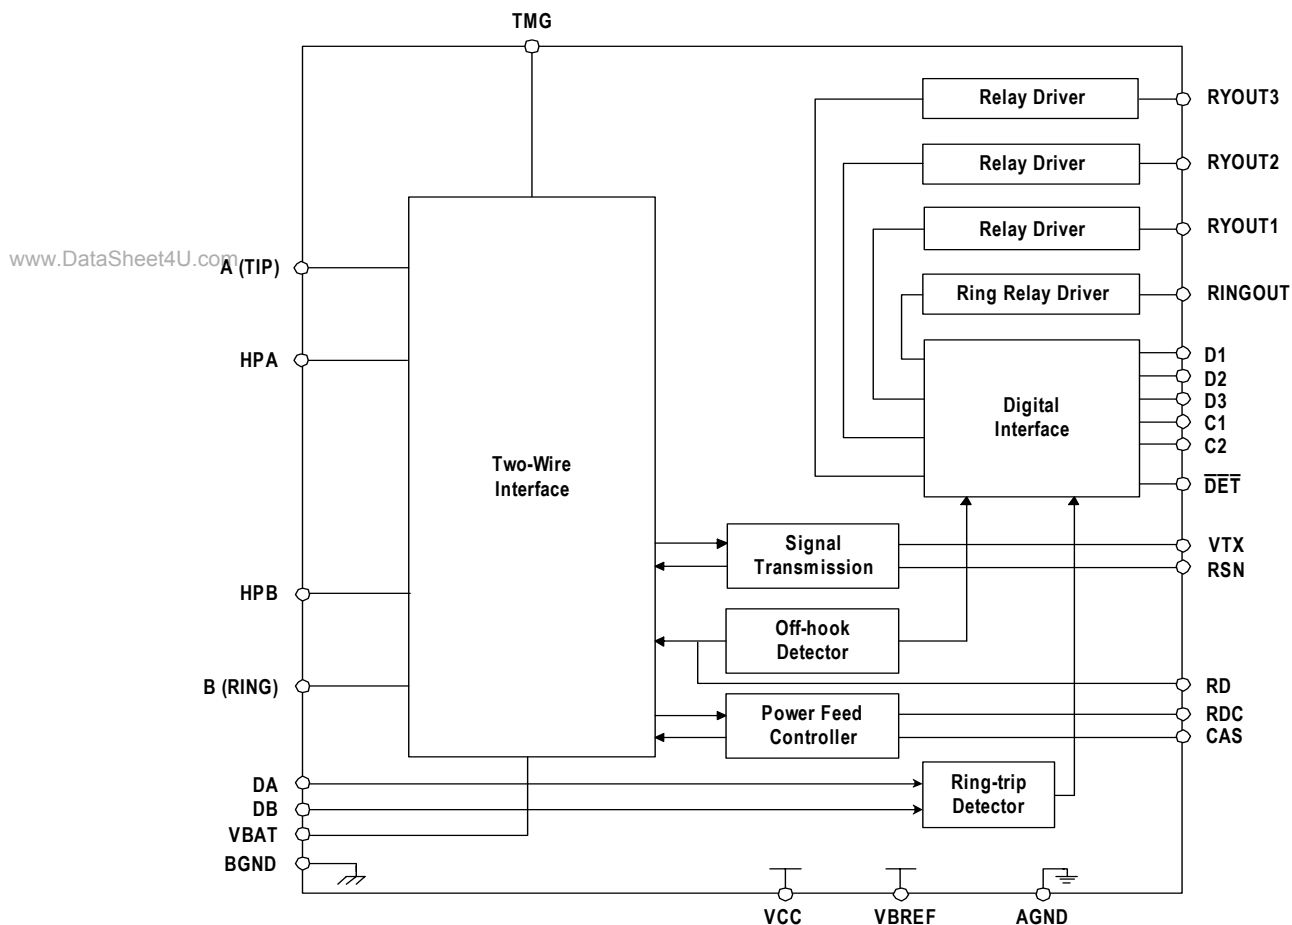 TMG
Relay Driver
RYOUT3
Relay Driver
RYOUT2
Relay Driver
RYOUT1
www.DataSheet4U.com
A (TIP)
Ring Relay Driver
RINGOUT
HPA
D1
D2
D3
C1
C2
DET
Digital
Interface
Two-Wire
Interface
Signal
Transmission
VTX
RSN
HPB
Off-hook
Detector
B (RING)
RD
Power Feed
Controller
RDC
CAS
DA
DB
VBAT
BGND
Ring-trip
Detector
VCC
VBREF
AGND